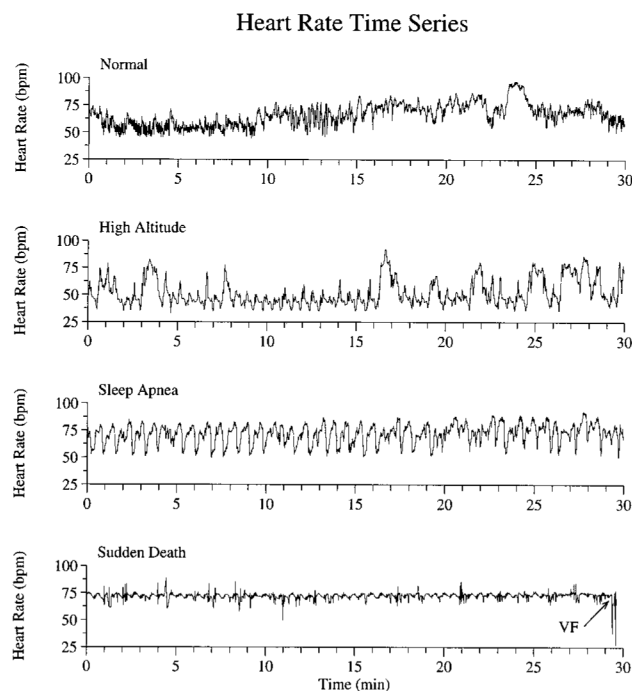 Heart Rate Time Series
Normal
Heart Rate (bpm)
100
75
50
25
0 5 10 15 20 25 30
High Altitude
Heart Rate (bpm)
100
75
50
25
0 5 10 15 20 25 30
Sleep Apnea
Heart Rate (bpm)
100
75
50
25
0 5 10 15 20 25 30
Sudden Death
Heart Rate (bpm)
100
75
50
25
VF
0 5 10 15 20 25 30
Time (min)